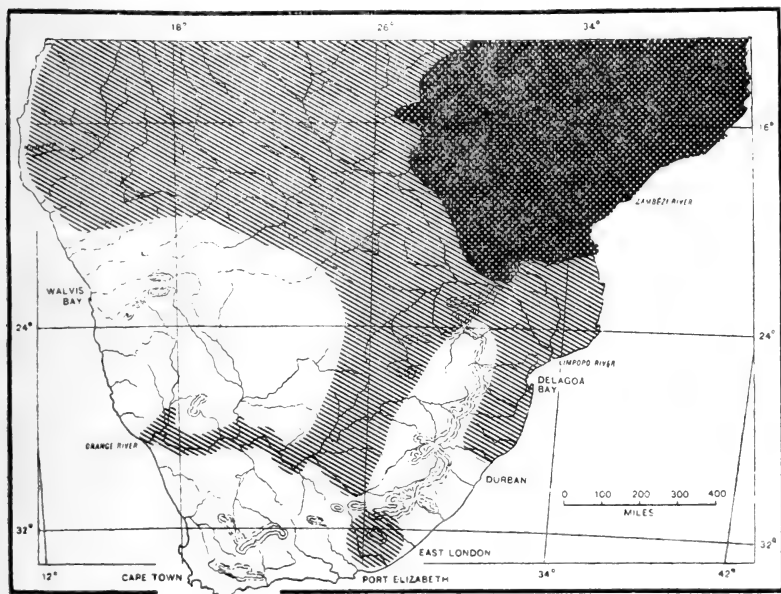 18° 26° 34°
16°
ZAMBEZI RIVER
WALVIS BAY
24° 24°
LIMPOPO RIVER
DELAGOA BAY
ORANGE RIVER
DURBAN
0 100 200 300 400
MILES
32° 32°
EAST LONDON
12° CAPE TOWN PORT ELIZABETH 34° 42°